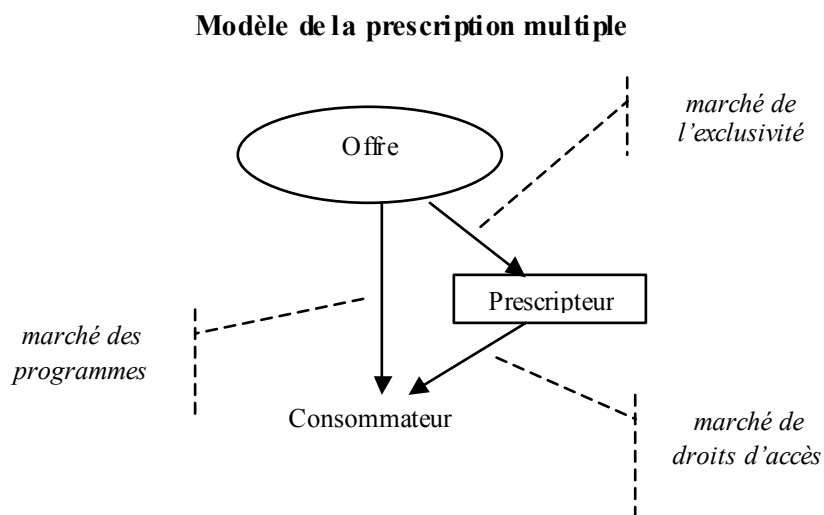 Modèle de la prescription multiple
marché de
l’exclusivité
Offre
Prescripteur
marché des
programmes
Consommateur
marché de
droits d’accès